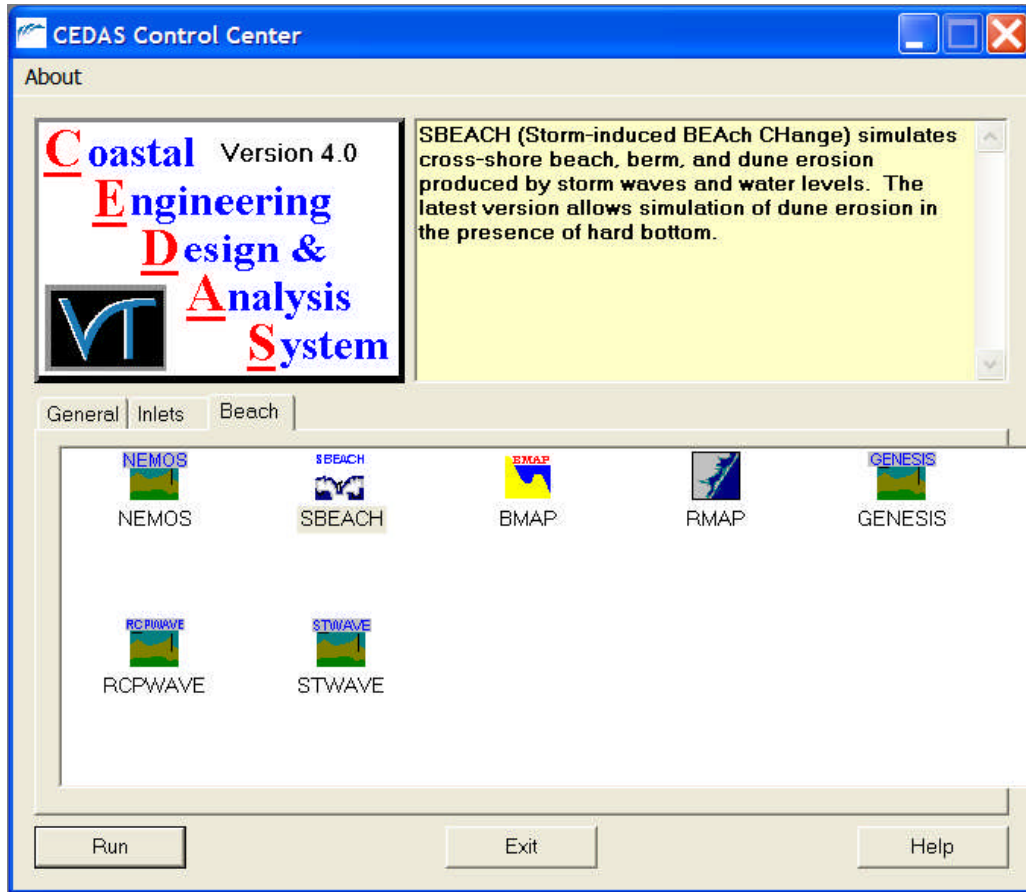 CEDAS Control Center
About
Coastal Version 4.0
Engineering
Design &
Analysis
System
VT
SBEACH (Storm-induced BEAch CHange) simulates
cross-shore beach, berm, and dune erosion
produced by storm waves and water levels. The
latest version allows simulation of dune erosion in
the presence of hard bottom.
General Inlets Beach
NEMOS SBEACH BMAP GENESIS
NEMOS SBEACH BMAP RMAP GENESIS
RCPWAVE STWAVE
RCPWAVE STWAVE
Run Exit Help